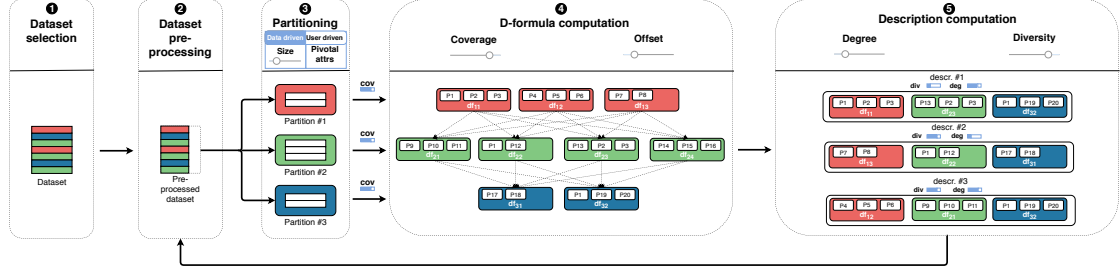 1
Dataset
selection
Dataset
2
Dataset
pre-
processing
Pre-
processed
dataset
3
Partitioning
Data driven User driven
Size
Pivotal
attrs
Partition #1
Partition #2
Partition #3
cov
cov
cov
4
D-formula computation
Coverage Offset
P1 P2 P3 P4 P5 P6 P7 P8
df11 df12 df13
P9 P10 P11 P1 P12 P13 P2 P3 P14 P15 P16
df21 df22 df23 df24
P17 P18 P1 P19 P20
df31 df32
5
Description computation
Degree Diversity
descr. #1
div deg
P1 P2 P3 P13 P2 P3 P1 P19 P20
df11 df23 df32
descr. #2
div deg
P7 P8 P1 P12 P17 P18
df13 df22 df31
descr. #3
div deg
P4 P5 P6 P9 P10 P11 P1 P19 P20
df12 df21 df32